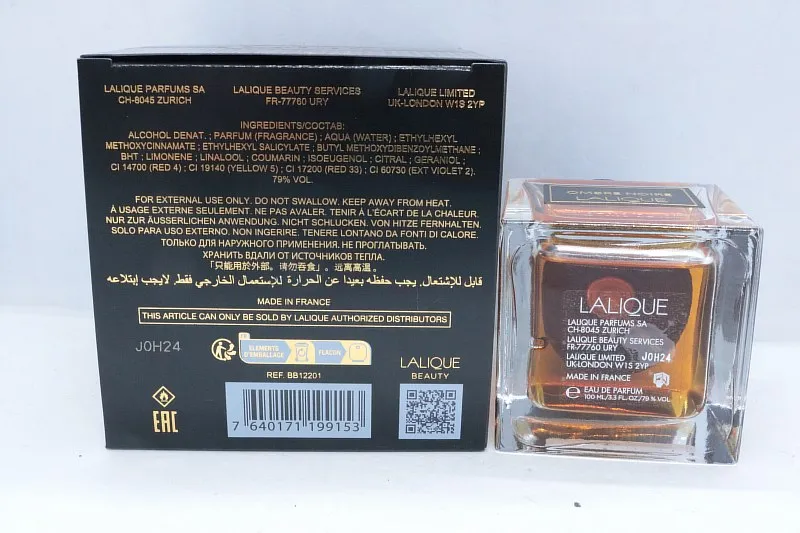 LALIQUE PARFUMS SA
CH-8045 ZURICH
LALIQUE BEAUTY SERVICES
FR-77760 URY
LALIQUE LIMITED
UK-LONDON W1S 2YP
INGREDIENTS/СОСТАВ:
ALCOHOL DENAT. ; PARFUM (FRAGRANCE) ; AQUA (WATER) ; ETHYLHEXYL
METHOXYCINNAMATE ; ETHYLHEXYL SALICYLATE ; BUTYL METHOXYDIBENZOYLMETHANE ;
BHT ; LIMONENE ; LINALOOL ; COUMARIN ; ISOEUGENOL ; CITRAL ; GERANIOL ;
CI 14700 (RED 4) ; CI 19140 (YELLOW 5) ; CI 17200 (RED 33) ; CI 60730 (EXT VIOLET 2).
79% VOL.
FOR EXTERNAL USE ONLY. DO NOT SWALLOW. KEEP AWAY FROM HEAT.
À USAGE EXTERNE SEULEMENT. NE PAS AVALER. TENIR À L'ÉCART DE LA CHALEUR.
NUR ZUR ÄUSSERLICHEN ANWENDUNG. NICHT SCHLUCKEN. VON HITZE FERNHALTEN.
SOLO PARA USO EXTERNO. NON INGERIRE. TENERE LONTANO DA FONTI DI CALORE.
ТОЛЬКО ДЛЯ НАРУЖНОГО ПРИМЕНЕНИЯ. НЕ ПРОГЛАТЫВАТЬ.
ХРАНИТЬ ВДАЛИ ОТ ИСТОЧНИКОВ ТЕПЛА.
「只能用於外部。请勿吞食」。远离高温。
قابل للإشتعال, يجب حفظه بعيدا عن الحرارة للإستعمال الخارجي فقط, لايجب إبتلاعه
MADE IN FRANCE
THIS ARTICLE CAN ONLY BE SOLD BY LALIQUE AUTHORIZED DISTRIBUTORS
J0H24
FR
ÉLÉMENTS
D'EMBALLAGE
FLACON
LALIQUE
BEAUTY
REF. BB12201
EAC
7 640171 199153
OMBRE NOIRE
LALIQUE
LALIQUE
LALIQUE PARFUMS SA
CH-8045 ZURICH
LALIQUE BEAUTY SERVICES
FR-77760 URY
LALIQUE LIMITED
UK-LONDON W1S 2YP
J0H24
MADE IN FRANCE
EAU DE PARFUM
100 ML/3.3 FL.OZ/79 % VOL